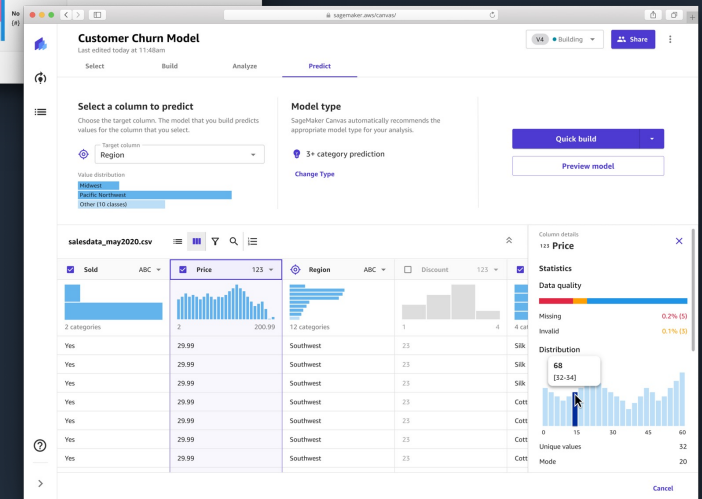 No
(#)
sagemaker.aws/canvas/
Customer Churn Model
Last edited today at 11:48am
V4 Building
Share
Select Build Analyze Predict
Select a column to predict
Choose the target column. The model that you build predicts
values for the column that you select.
Target column
Region
Value distribution
Midwest
Pacific Northwest
Other (10 classes)
Model type
SageMaker Canvas automatically recommends the
appropriate model type for your analysis.
3+ category prediction
Change Type
Quick build
Preview model
salesdata_may2020.csv
Sold ABC Price 123 Region ABC Discount 123
2 categories 2 200.99 12 categories 1 4 4 cat
Yes 29.99 Southwest 23 Silk
Yes 29.99 Southwest 23 Silk
Yes 29.99 Southwest 23 Silk
Yes 29.99 Southwest 23 Cott
Yes 29.99 Southwest 23 Cott
Yes 29.99 Southwest 23 Cott
Yes 29.99 Southwest 23 Cott
Column details
123 Price
Statistics
Data quality
Missing 0.2% (5)
Invalid 0.1% (3)
Distribution
68
[32-34]
0 15 30 45 60
Unique values 32
Mode 20
Cancel